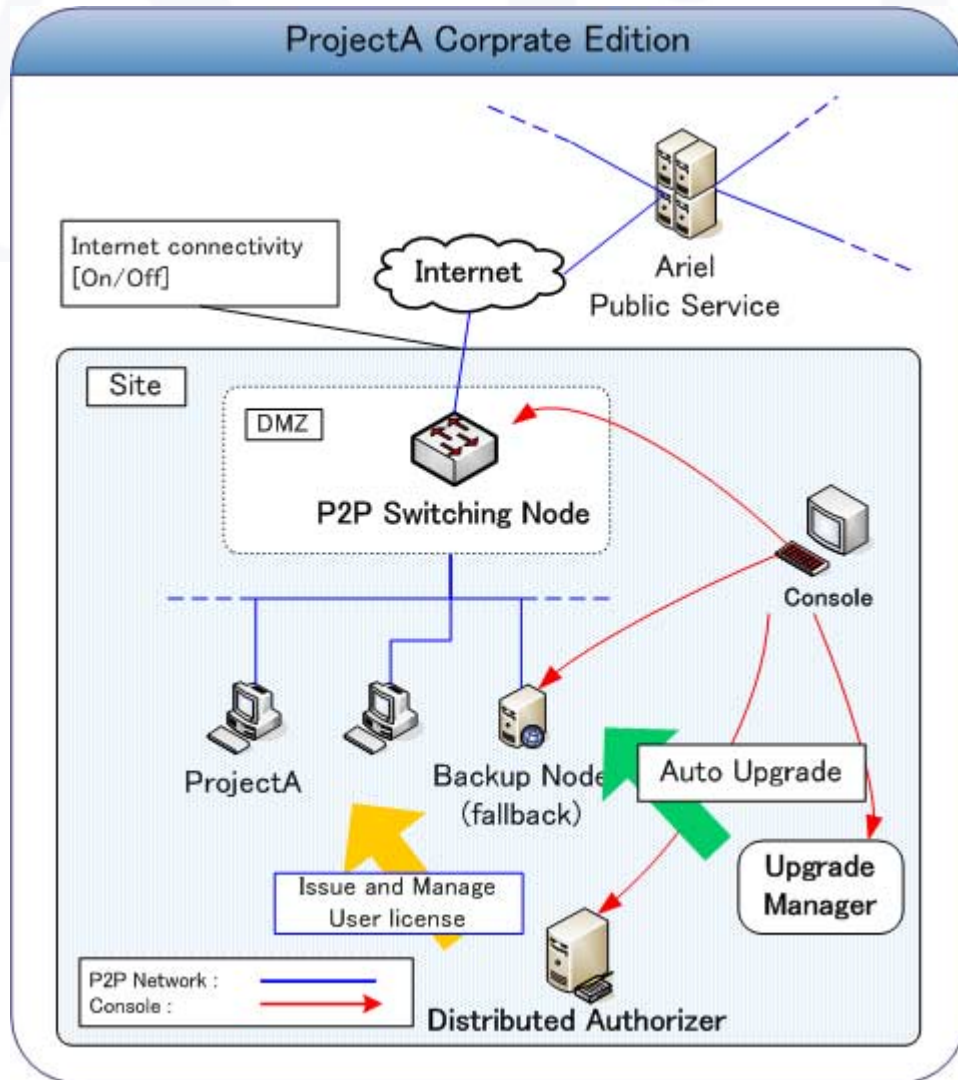 ProjectA Corprate Edition
Internet connectivity
[On/Off]
Internet
Ariel
Public Service
Site
DMZ
P2P Switching Node
Console
ProjectA
Backup Node
(fallback)
Auto Upgrade
Issue and Manage
User license
Upgrade
Manager
Distributed Authorizer
P2P Network :
Console :